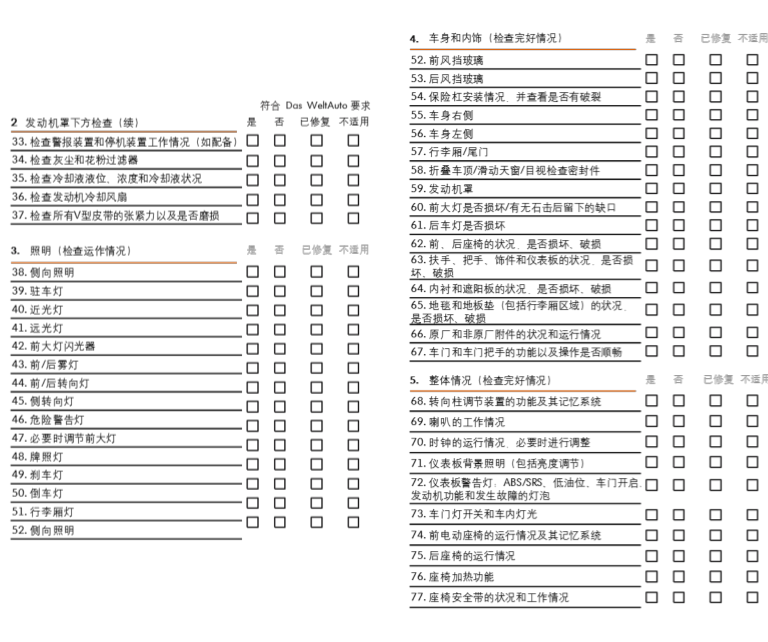 符合 Das WeltAuto 要求
2 发动机罩下方检查（续） 是 否 已修复 不适用
33. 检查警报装置和停机装置工作情况（如配备）
34. 检查灰尘和花粉过滤器
35. 检查冷却液液位、浓度和冷却液状况
36. 检查发动机冷却风扇
37. 检查所有V型皮带的张紧力以及是否磨损
3. 照明（检查运作情况） 是 否 已修复 不适用
38. 侧向照明
39. 驻车灯
40. 近光灯
41. 远光灯
42. 前大灯闪光器
43. 前/后雾灯
44. 前/后转向灯
45. 侧转向灯
46. 危险警告灯
47. 必要时调节前大灯
48. 牌照灯
49. 刹车灯
50. 倒车灯
51. 行李厢灯
52. 侧向照明
4. 车身和内饰（检查完好情况） 是 否 已修复 不适用
52. 前风挡玻璃
53. 后风挡玻璃
54. 保险杠安装情况，并查看是否有破裂
55. 车身右侧
56. 车身左侧
57. 行李厢/尾门
58. 折叠车顶/滑动天窗/目视检查密封件
59. 发动机罩
60. 前大灯是否损坏/有无石击后留下的缺口
61. 后车灯是否损坏
62. 前、后座椅的状况，是否损坏、破损
63. 扶手、把手、饰件和仪表板的状况，是否损
坏、破损
64. 内衬和遮阳板的状况，是否损坏、破损
65. 地毯和地板垫（包括行李厢区域）的状况，
是否损坏、破损
66. 原厂和非原厂附件的状况和运行情况
67. 车门和车门把手的功能以及操作是否顺畅
5. 整体情况（检查完好情况） 是 否 已修复 不适用
68. 转向柱调节装置的功能及其记忆系统
69. 喇叭的工作情况
70. 时钟的运行情况，必要时进行调整
71. 仪表板背景照明（包括亮度调节）
72. 仪表板警告灯：ABS/SRS、低油位、车门开启，
发动机功能和发生故障的灯泡
73. 车门灯开关和车内灯光
74. 前电动座椅的运行情况及其记忆系统
75. 后座椅的运行情况
76. 座椅加热功能
77. 座椅安全带的状况和工作情况